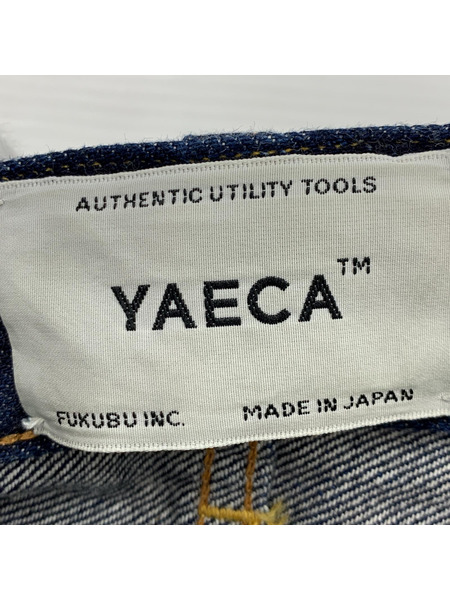 AUTHENTIC UTILITY TOOLS
YAECA™
FUKUBU INC. MADE IN JAPAN